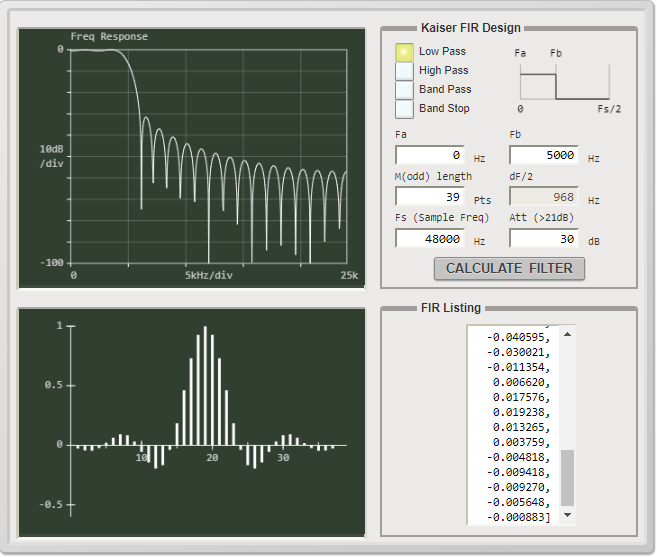 Freq Response
0
10dB
/div
-100
0
5kHz/div
25k
Kaiser FIR Design
Low Pass
High Pass
Band Pass
Band Stop
Fa
Fb
0
Fs/2
Fa
Fb
0 Hz
5000 Hz
M(odd) length
dF/2
39 Pts
968 Hz
Fs (Sample Freq)
Att (>21dB)
48000 Hz
30 dB
CALCULATE FILTER
1
0.5
0
-0.5
10
20
30
FIR Listing
-0.040595,
-0.030021,
-0.011354,
0.006620,
0.017576,
0.019238,
0.013265,
0.003759,
-0.004818,
-0.009418,
-0.009270,
-0.005648,
-0.000883]